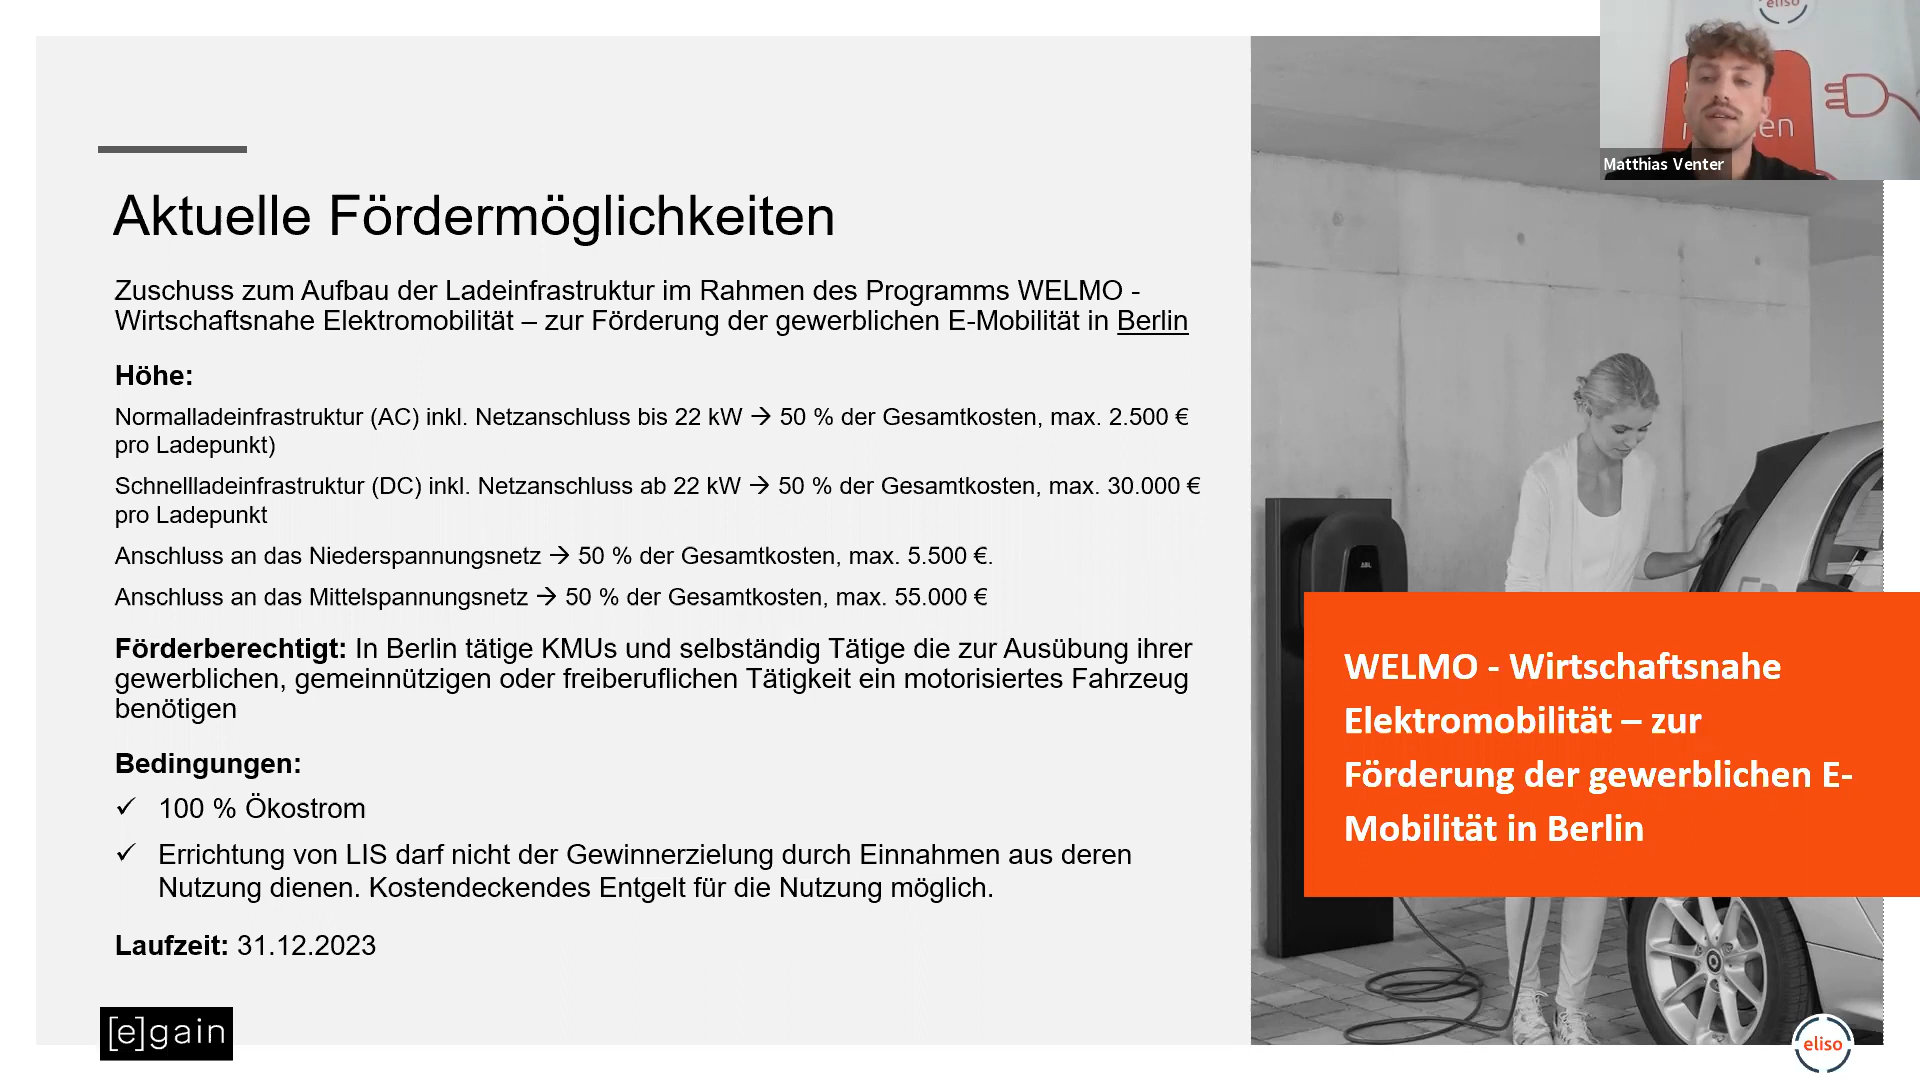 Aktuelle Fördermöglichkeiten
Zuschuss zum Aufbau der Ladeinfrastruktur im Rahmen des Programms WELMO -
Wirtschaftsnahe Elektromobilität – zur Förderung der gewerblichen E-Mobilität in Berlin
Höhe:
Normalladeinfrastruktur (AC) inkl. Netzanschluss bis 22 kW → 50 % der Gesamtkosten, max. 2.500 €
pro Ladepunkt)
Schnellladeinfrastruktur (DC) inkl. Netzanschluss ab 22 kW → 50 % der Gesamtkosten, max. 30.000 €
pro Ladepunkt
Anschluss an das Niederspannungsnetz → 50 % der Gesamtkosten, max. 5.500 €.
Anschluss an das Mittelspannungsnetz → 50 % der Gesamtkosten, max. 55.000 €
Förderberechtigt: In Berlin tätige KMUs und selbständig Tätige die zur Ausübung ihrer
gewerblichen, gemeinnützigen oder freiberuflichen Tätigkeit ein motorisiertes Fahrzeug
benötigen
Bedingungen:
✓ 100 % Ökostrom
✓ Errichtung von LIS darf nicht der Gewinnerzielung durch Einnahmen aus deren
Nutzung dienen. Kostendeckendes Entgelt für die Nutzung möglich.
Laufzeit: 31.12.2023
[e]gain
eliso
Matthias Venter
ABL
WELMO - Wirtschaftsnahe
Elektromobilität – zur
Förderung der gewerblichen E-
Mobilität in Berlin
eliso